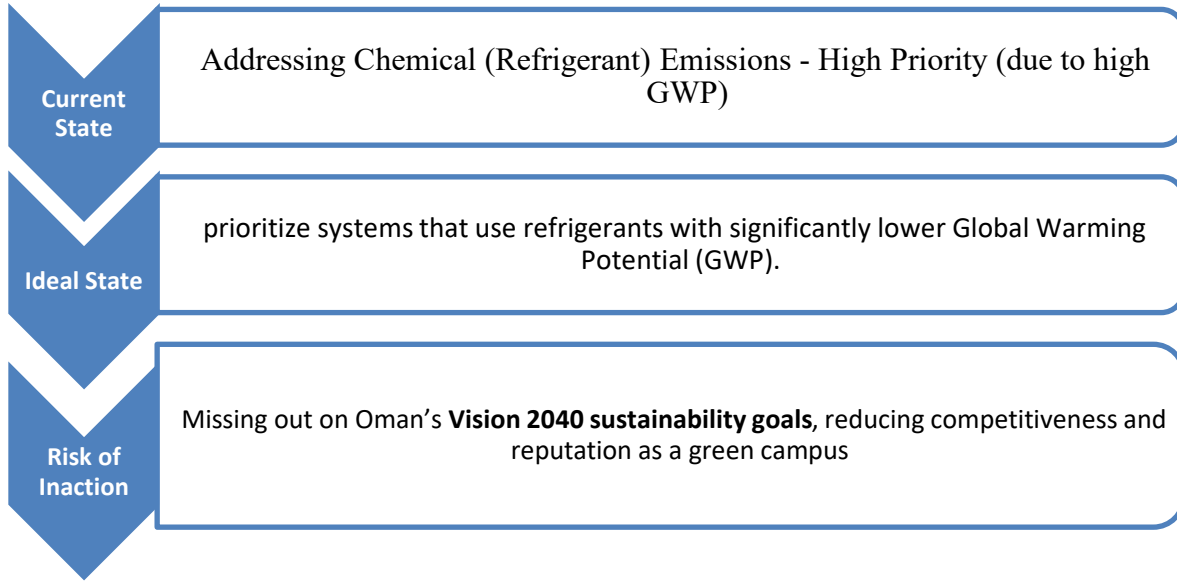 Current
State
Addressing Chemical (Refrigerant) Emissions - High Priority (due to high
GWP)
Ideal State
prioritize systems that use refrigerants with significantly lower Global Warming
Potential (GWP).
Risk of
Inaction
Missing out on Oman’s Vision 2040 sustainability goals, reducing competitiveness and
reputation as a green campus